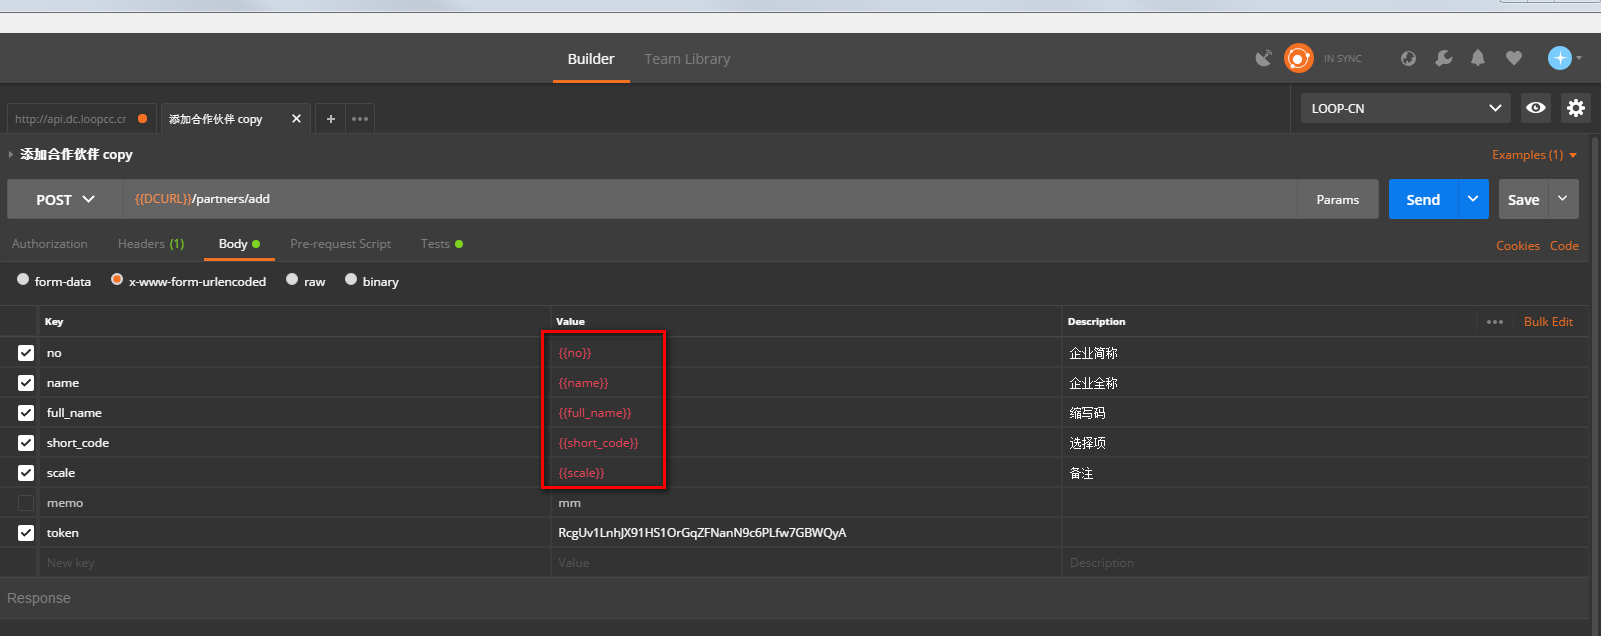 Builder Team Library IN SYNC
http://api.dc.loopcc.cr 添加合作伙伴 copy LOOP-CN
添加合作伙伴 copy Examples (1)
POST {{DCURL}}/partners/add Params Send Save
Authorization Headers (1) Body Pre-request Script Tests Cookies Code
form-data x-www-form-urlencoded raw binary
Key Value Description Bulk Edit
no {{no}} 企业简称
name {{name}} 企业全称
full_name {{full_name}} 缩写码
short_code {{short_code}} 选择项
scale {{scale}} 备注
memo mm
token RcgUv1LnhJX91HS1OrGqZFNanN9c6PLfw7GBWQyA
New key Value Description
Response